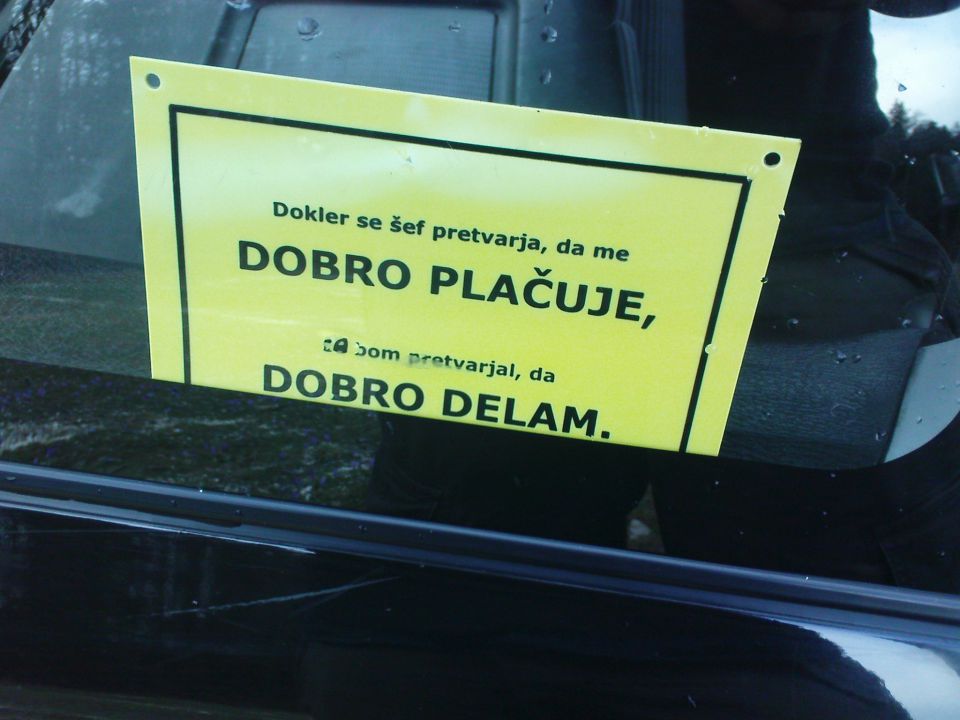 Dokler se šef pretvarja, da me
DOBRO PLAČUJE,
bom pretvarjal, da
DOBRO DELAM.